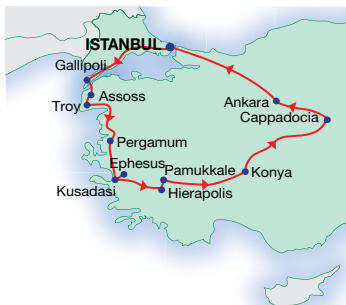 ISTANBUL
Gallipoli
Assoss
Troy
Ankara
Cappadocia
Pergamum
Ephesus
Pamukkale
Konya
Kusadasi
Hierapolis